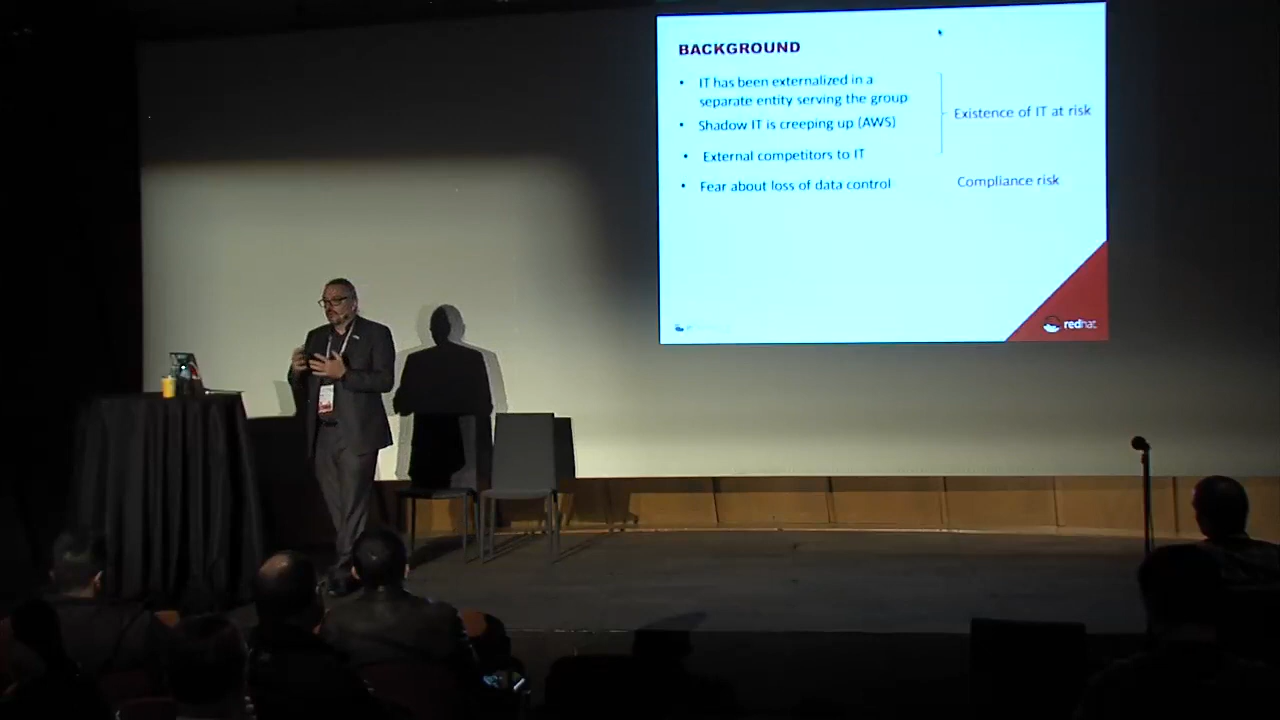 BACKGROUND
• IT has been externalized in a
separate entity serving the group
• Shadow IT is creeping up (AWS)
• External competitors to IT
• Fear about loss of data control
Existence of IT at risk
Compliance risk
redhat